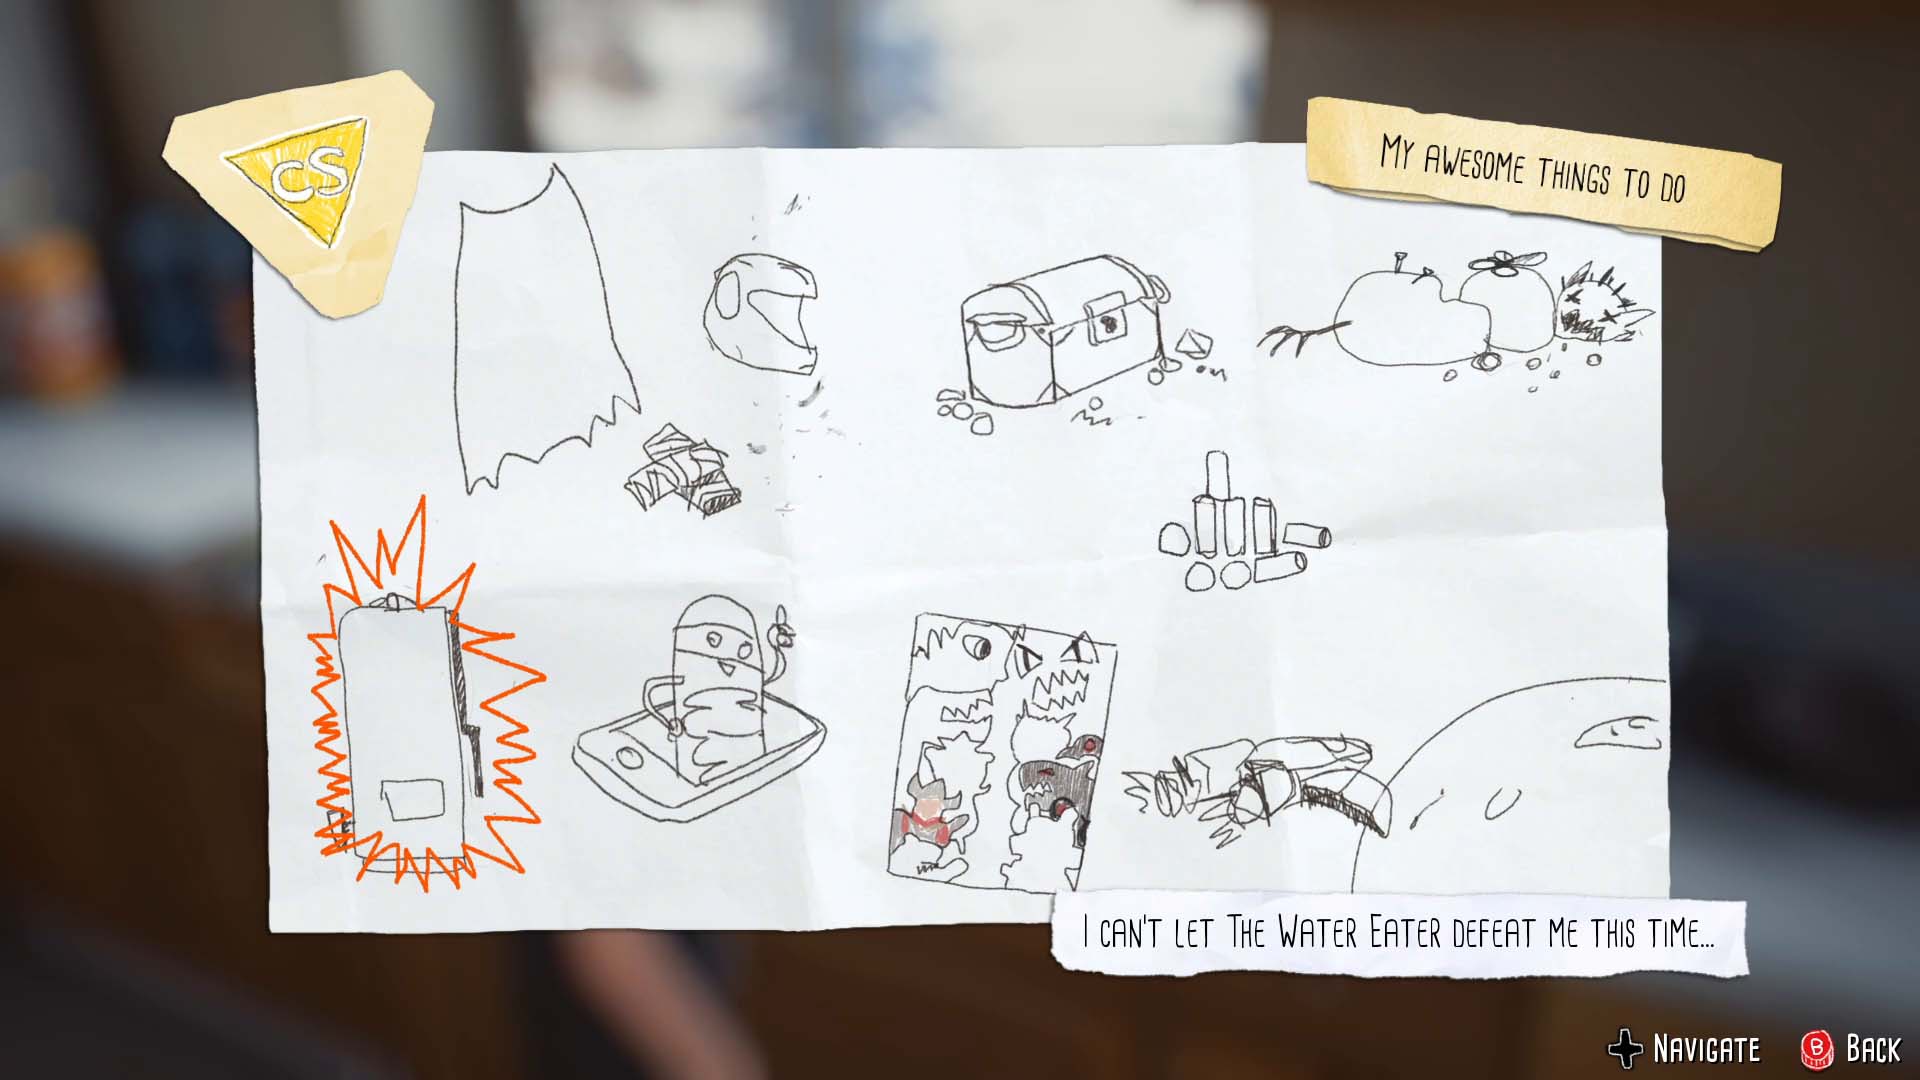 CS
My awesome things to do
I can't let The Water Eater defeat me this time...
Navigate
B Back